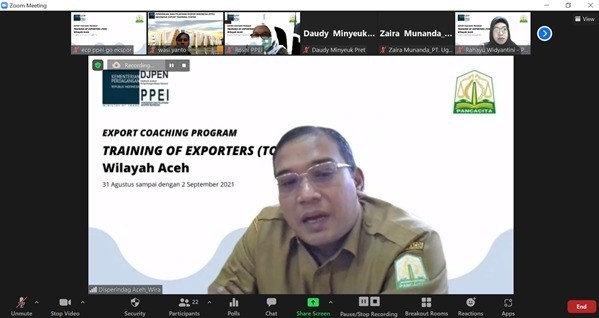 Zoom Meeting
View
ecp ppei go ekspor
wasi yanto
Resti PPEI
Daudy Minyeuk...
Daudy Minyeuk Pret
Zaira Munanda_...
Zaira Munanda_PT. Ug...
Rahayu Widyantini - P...
Recording...
KEMENTERIAN
PERDAGANGAN
REPUBLIK INDONESIA
DJPEN
PPEI
PANCACITA
EXPORT COACHING PROGRAM
TRAINING OF EXPORTERS (TO
Wilayah Aceh
31 Agustus sampai dengan 2 September 2021
Disperindag Aceh_Wira
Unmute
Stop Video
Security
22
Participants
Polls
Chat
Share Screen
Pause/Stop Recording
Breakout Rooms
Reactions
Apps
End